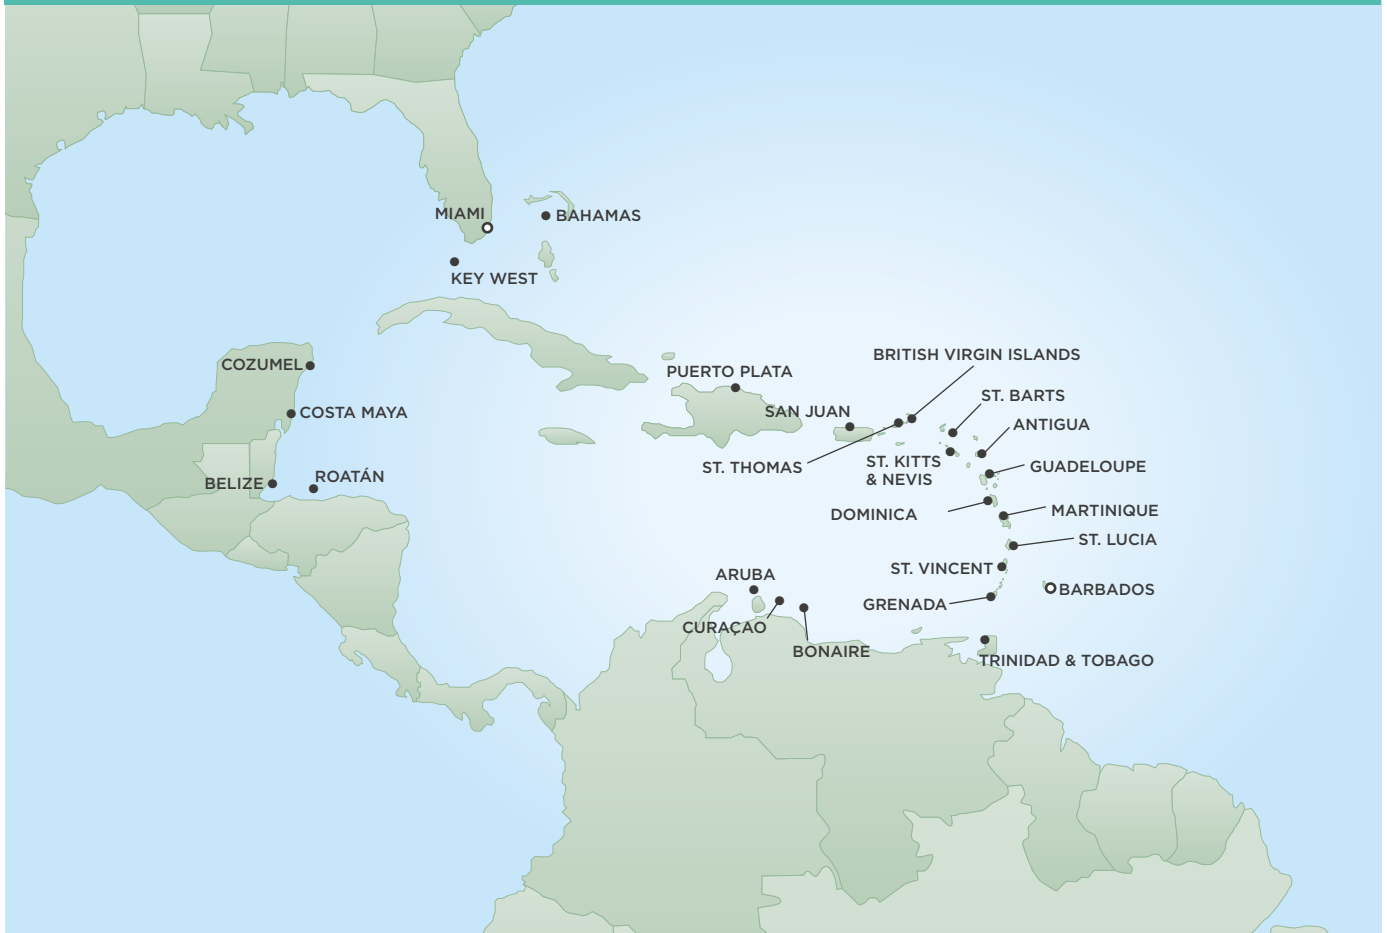 MIAMI
BAHAMAS
KEY WEST
COZUMEL
COSTA MAYA
BELIZE
ROATÁN
PUERTO PLATA
SAN JUAN
BRITISH VIRGIN ISLANDS
ST. BARTS
ANTIGUA
ST. THOMAS
ST. KITTS
& NEVIS
GUADELOUPE
DOMINICA
MARTINIQUE
ST. LUCIA
ST. VINCENT
BARBADOS
GRENADA
ARUBA
CURAÇAO
BONAIRE
TRINIDAD & TOBAGO